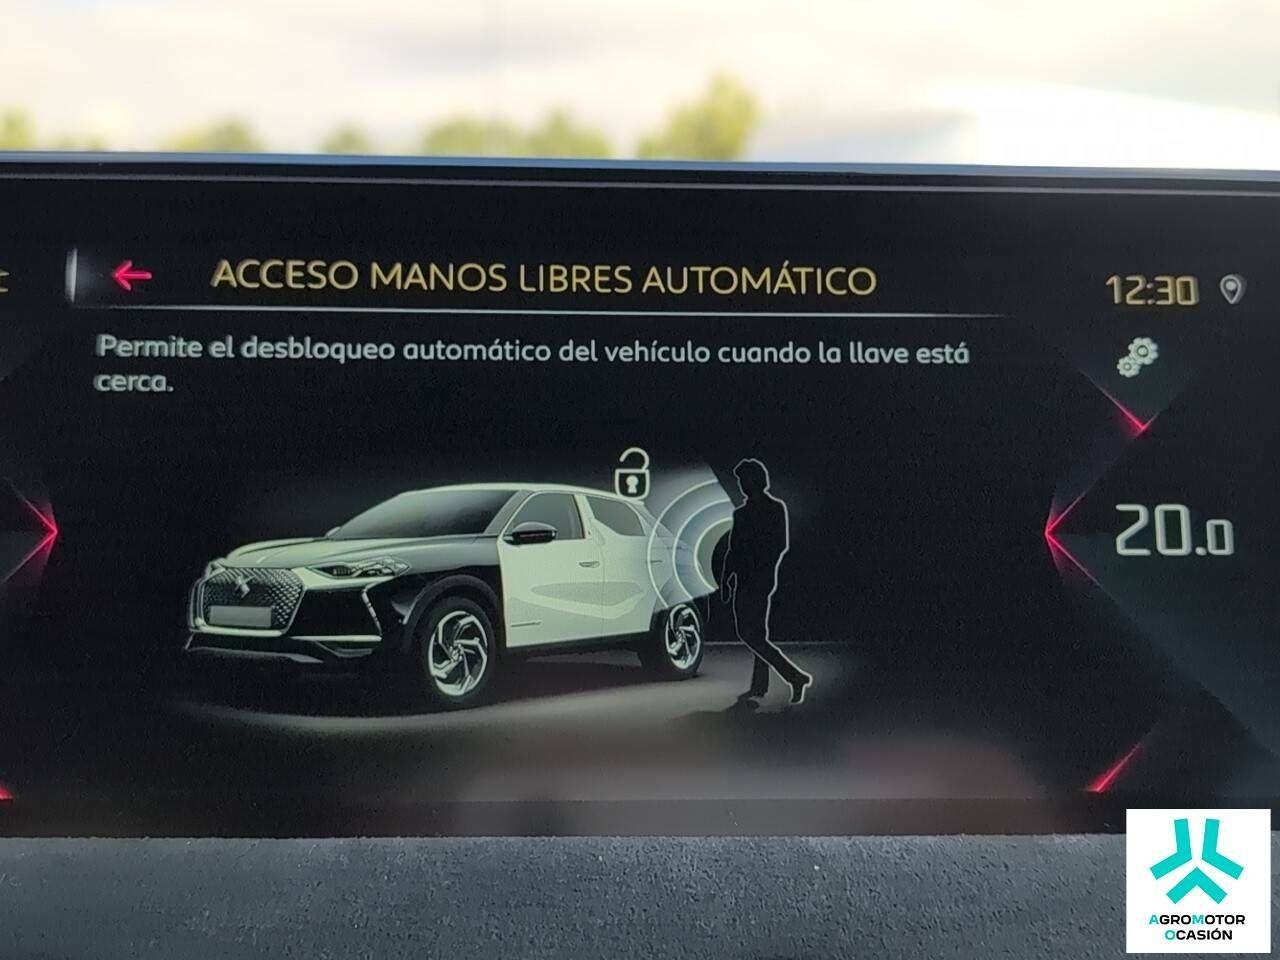 ACCESO MANOS LIBRES AUTOMÁTICO
12:30
Permite el desbloqueo automático del vehículo cuando la llave está
cerca.
20.0
AGROMOTOR
OCASIÓN